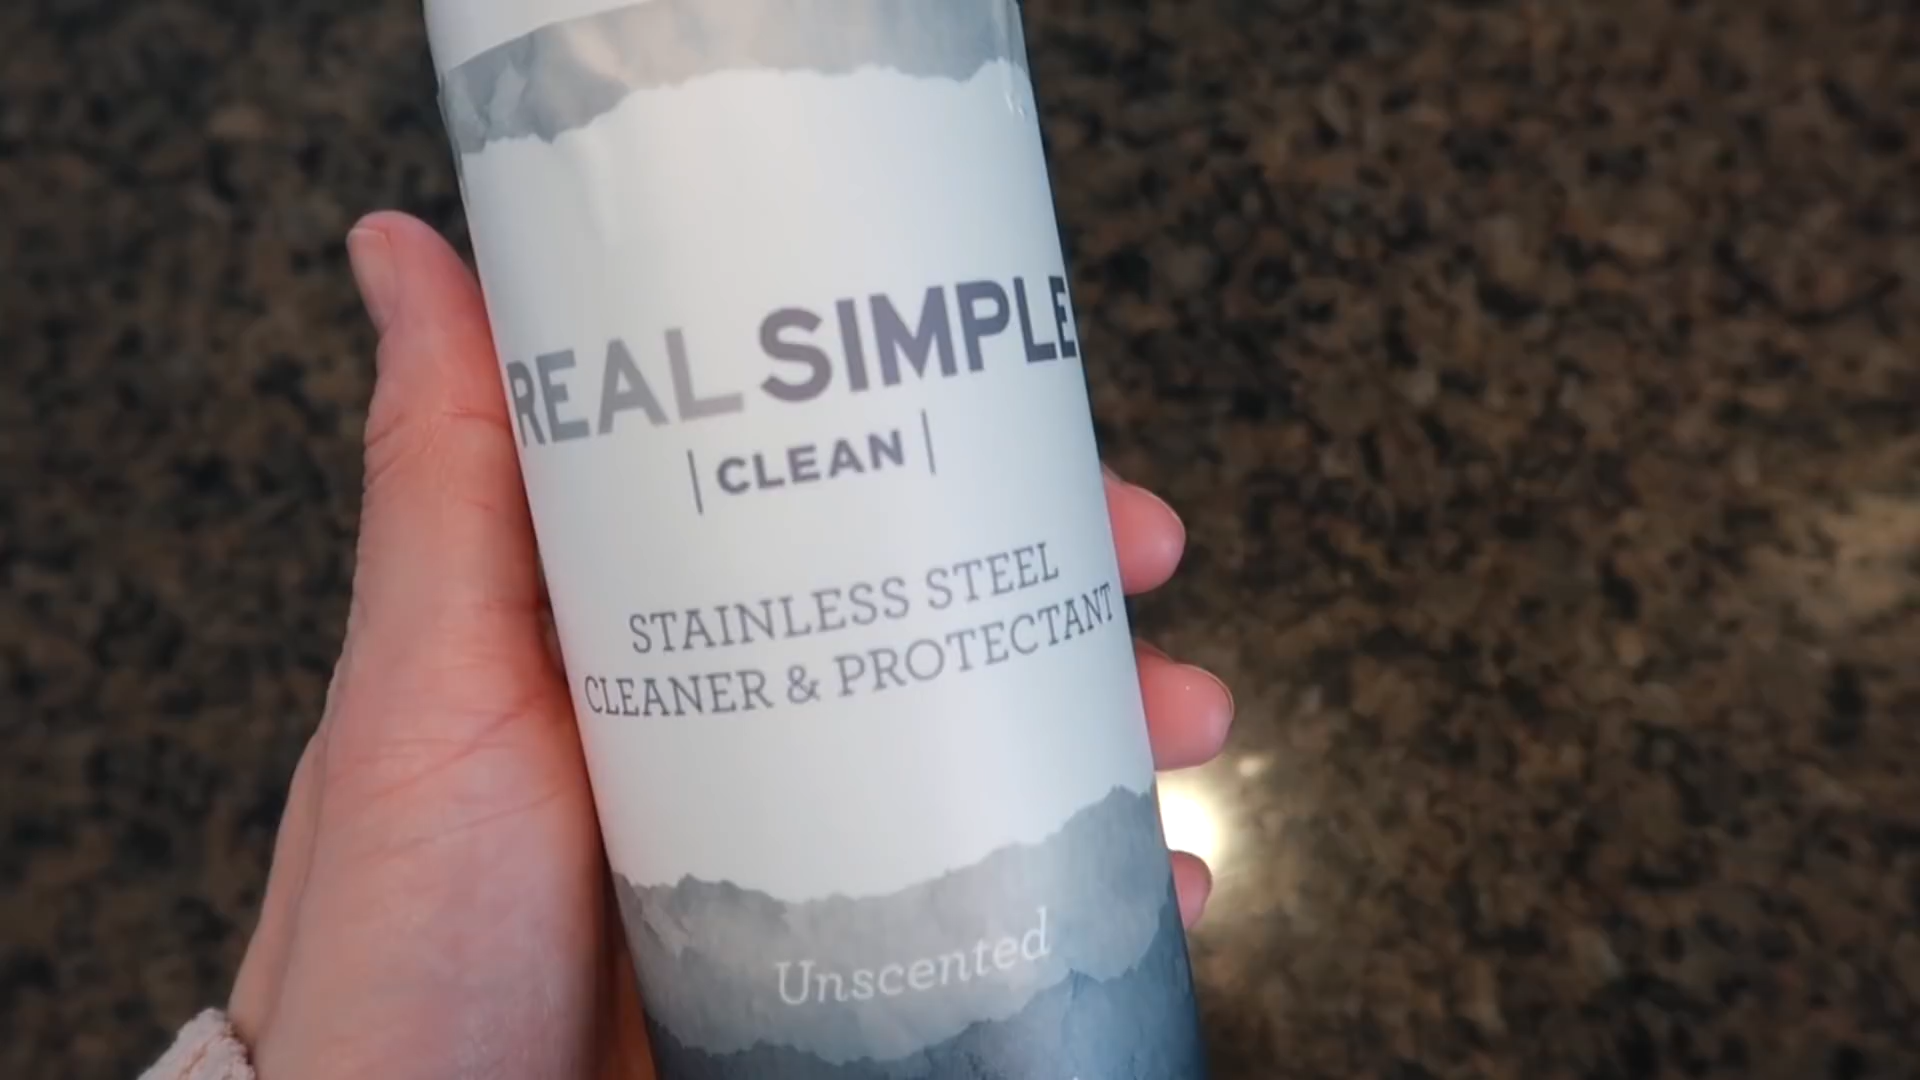 REAL SIMPLE
| CLEAN |
STAINLESS STEEL
CLEANER & PROTECTANT
Unscented